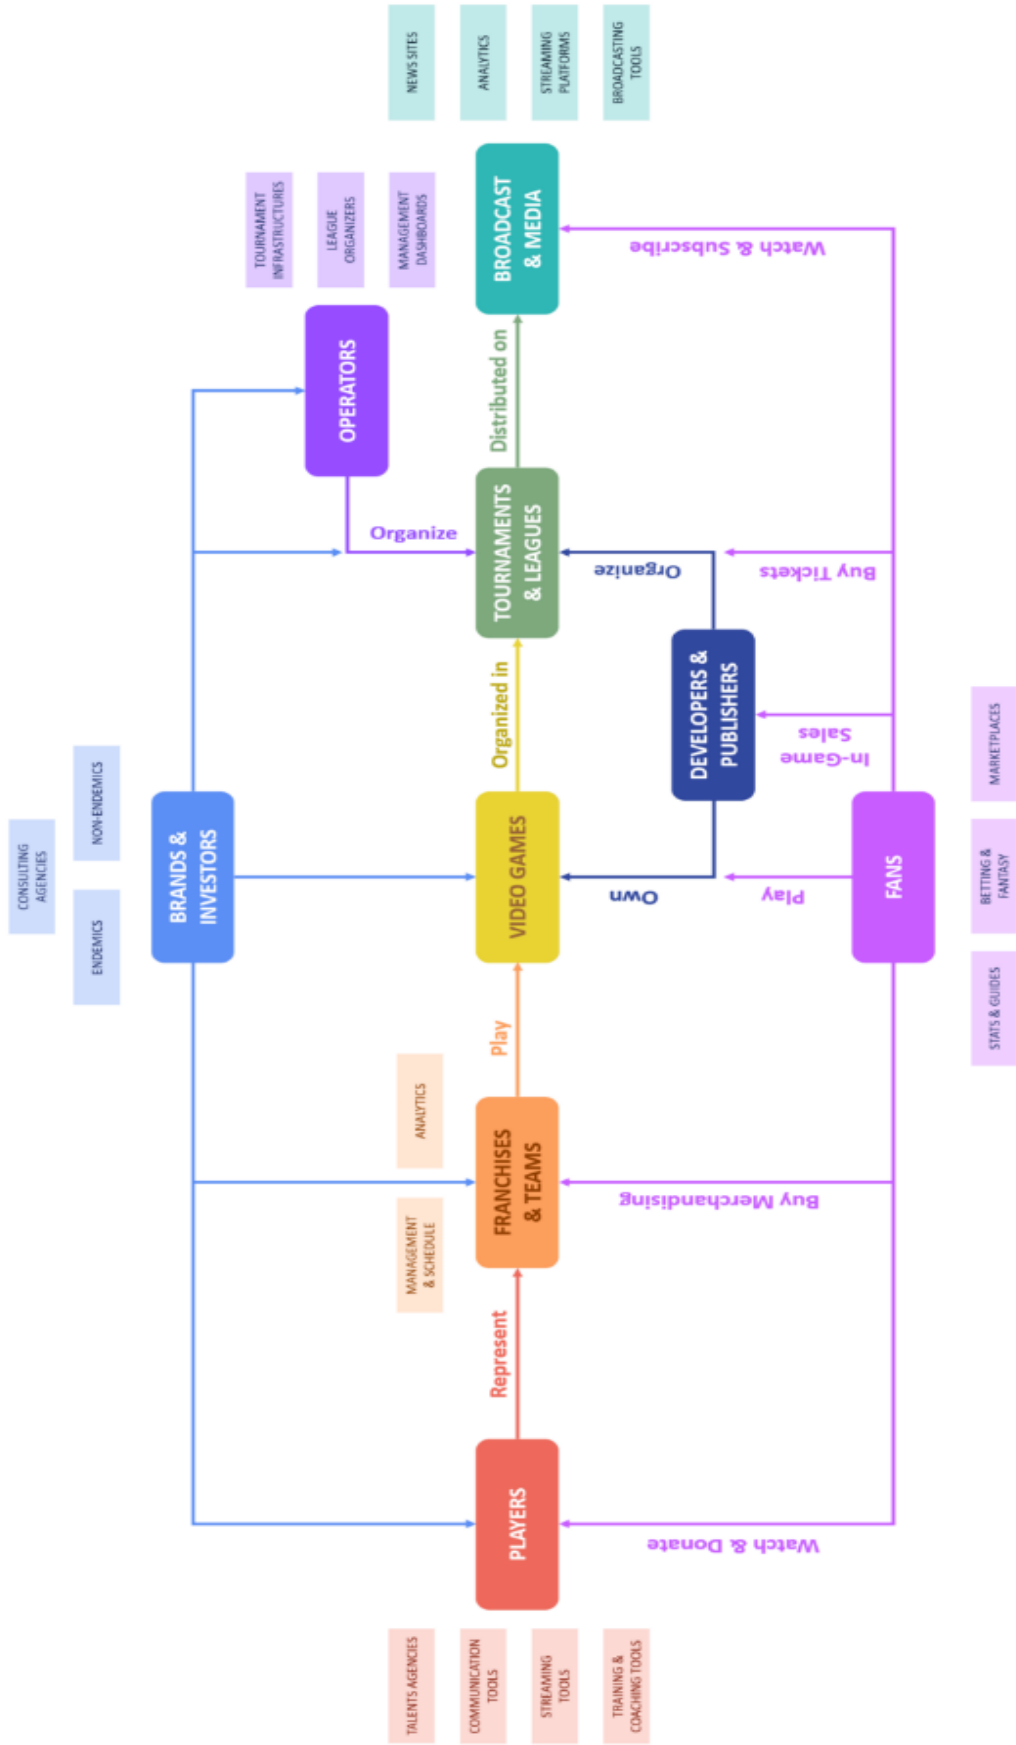 CONSULTING
AGENCIES
ENDEMICS
NON-ENDEMICS
BRANDS &
INVESTORS
TOURNAMENT
INFRASTRUCTURES
LEAGUE
ORGANIZERS
MANAGEMENT
DASHBOARDS
OPERATORS
Organize
TALENTS AGENCIES
COMMUNICATION
TOOLS
STREAMING
TOOLS
TRAINING &
COACHING TOOLS
PLAYERS
Represent
MANAGEMENT
& SCHEDULE
ANALYTICS
FRANCHISES
& TEAMS
Play
VIDEO GAMES
Organized in
TOURNAMENTS
& LEAGUES
Distributed on
BROADCAST
& MEDIA
NEWS SITES
ANALYTICS
STREAMING
PLATFORMS
BROADCASTING
TOOLS
Own
Organize
DEVELOPERS &
PUBLISHERS
Watch & Donate
Buy Merchandising
Play
In-Game
Sales
Buy Tickets
Watch & Subscribe
FANS
STATS & GUIDES
BETTING &
FANTASY
MARKETPLACES